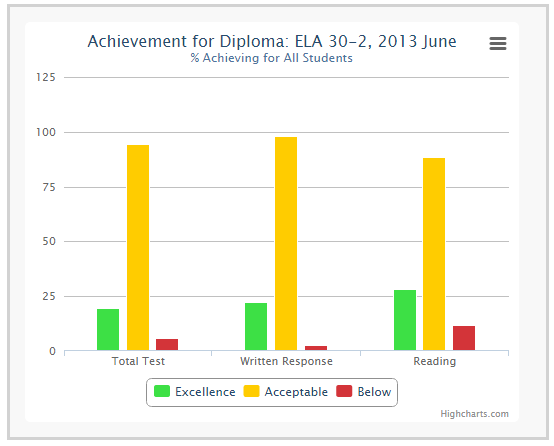 Achievement for Diploma: ELA 30-2, 2013 June
% Achieving for All Students
125
100
75
50
25
0
Total Test Written Response Reading
Excellence Acceptable Below
Highcharts.com